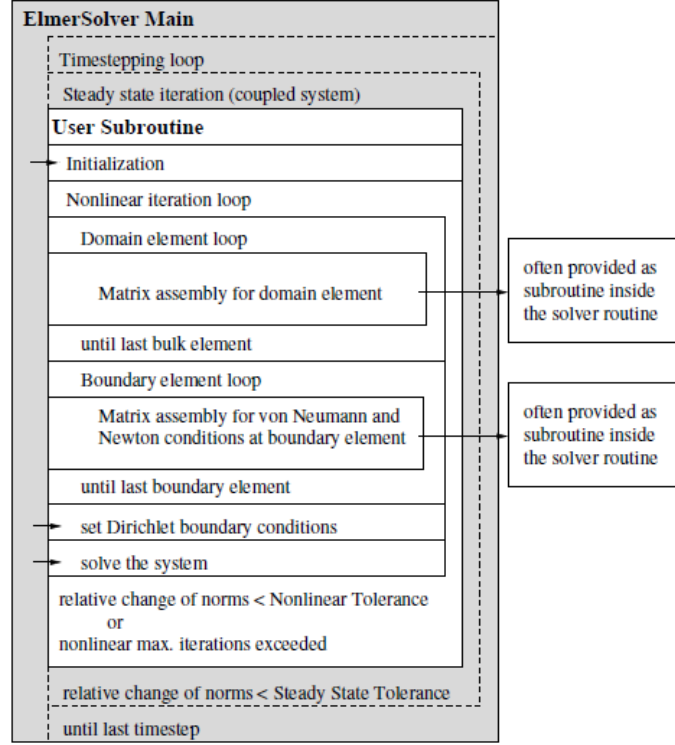 ElmerSolver Main
Timestepping loop
Steady state iteration (coupled system)
User Subroutine
Initialization
Nonlinear iteration loop
Domain element loop
Matrix assembly for domain element
often provided as
subroutine inside
the solver routine
until last bulk element
Boundary element loop
Matrix assembly for von Neumann and
Newton conditions at boundary element
often provided as
subroutine inside
the solver routine
until last boundary element
set Dirichlet boundary conditions
solve the system
relative change of norms < Nonlinear Tolerance
or
nonlinear max. iterations exceeded
relative change of norms < Steady State Tolerance
until last timestep